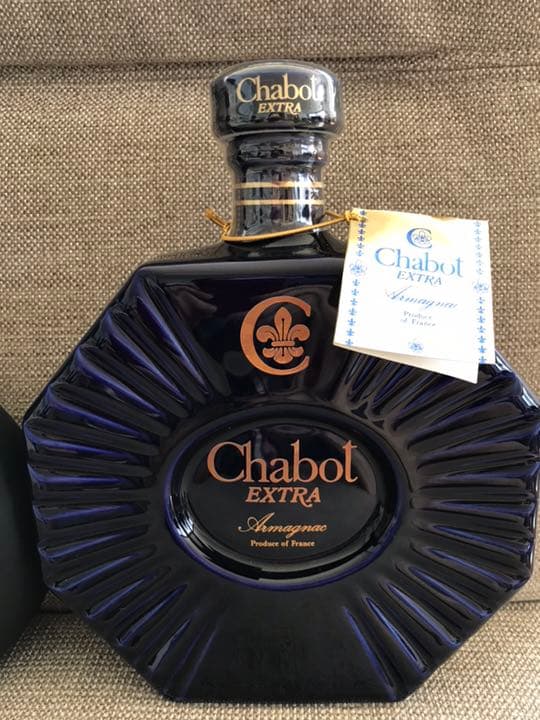 Chabot
EXTRA
C
Chabot
EXTRA
Armagnac
Produce
of France
C
Chabot
EXTRA
Armagnac
Produce of France